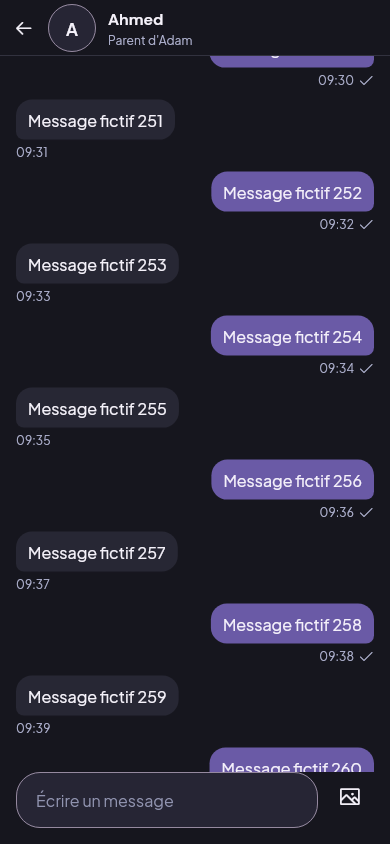 A
Ahmed
Parent d'Adam
09:30
Message fictif 251
09:31
Message fictif 252
09:32
Message fictif 253
09:33
Message fictif 254
09:34
Message fictif 255
09:35
Message fictif 256
09:36
Message fictif 257
09:37
Message fictif 258
09:38
Message fictif 259
09:39
Message fictif 260
Écrire un message